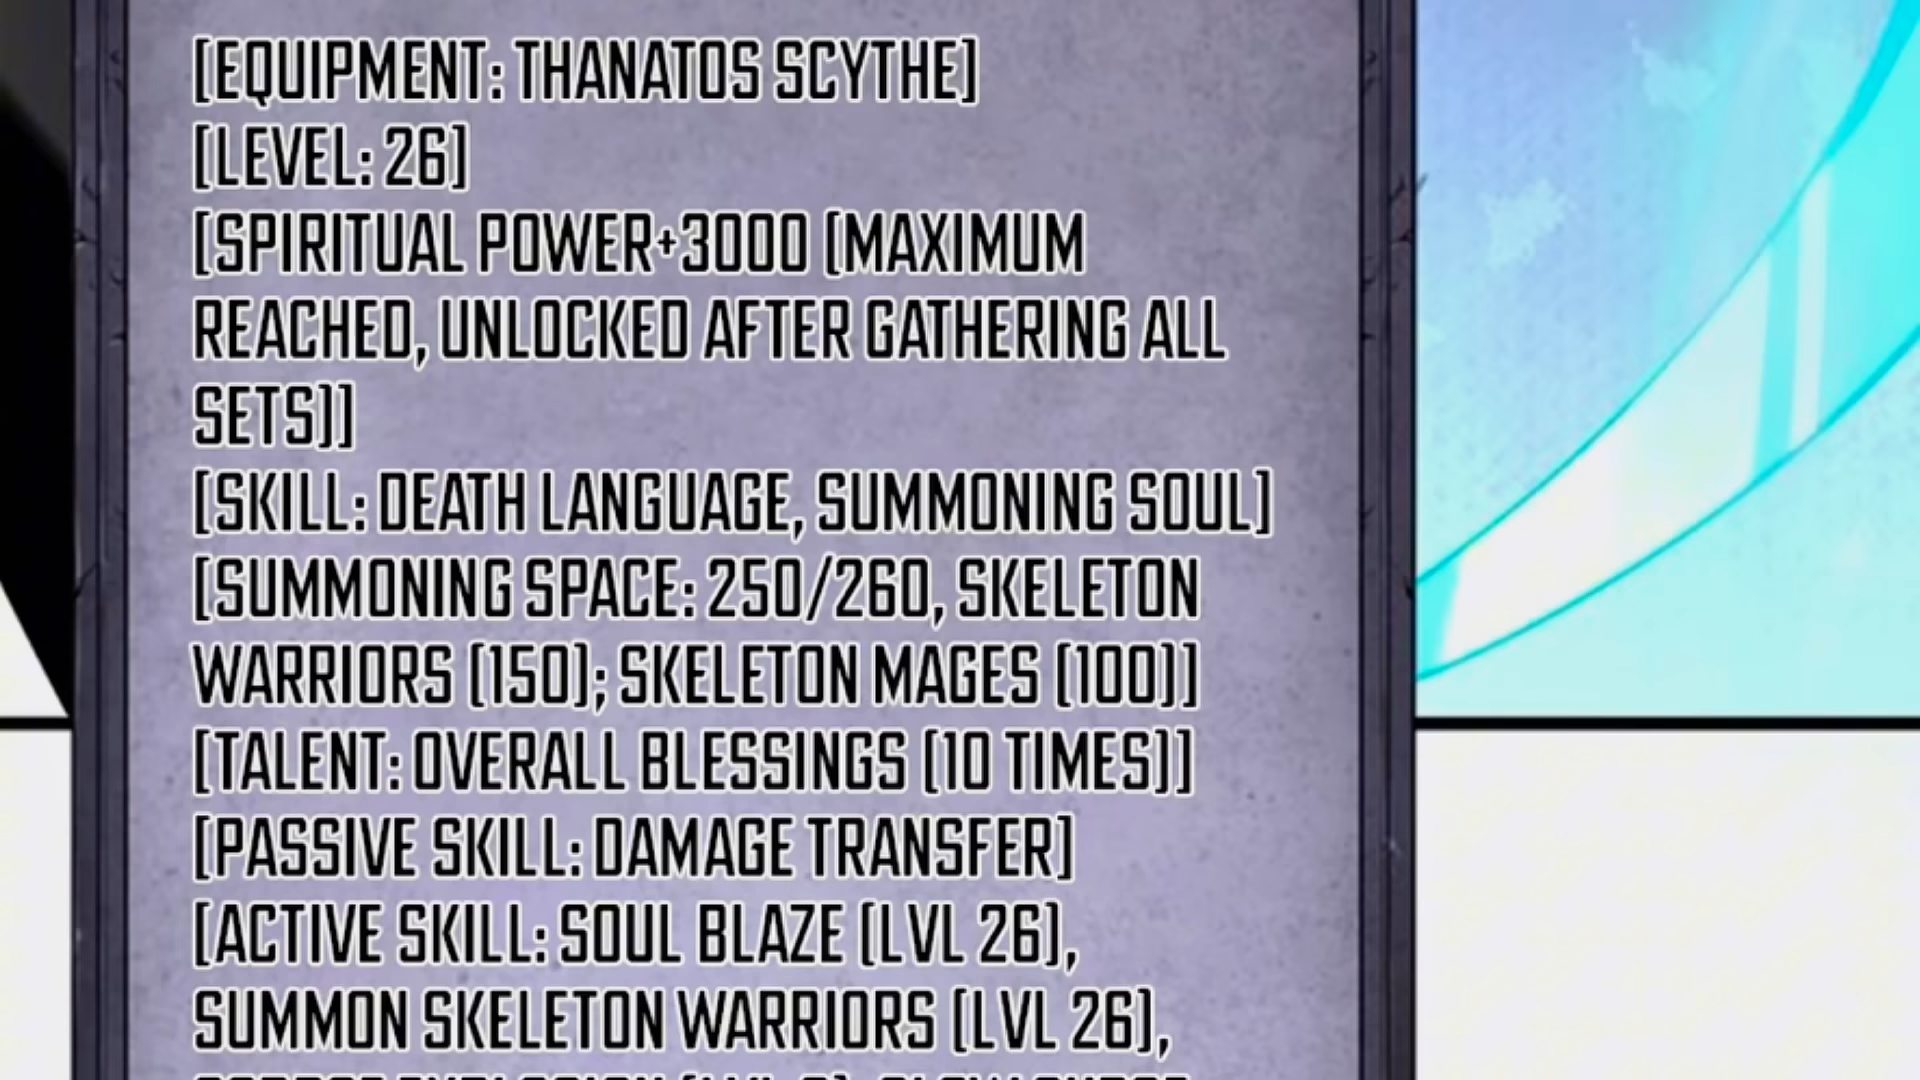 [EQUIPMENT: THANATOS SCYTHE]
[LEVEL: 26]
[SPIRITUAL POWER+3000 (MAXIMUM
REACHED, UNLOCKED AFTER GATHERING ALL
SETS)]
[SKILL: DEATH LANGUAGE, SUMMONING SOUL]
[SUMMONING SPACE: 250/260, SKELETON
WARRIORS (150); SKELETON MAGES (100)]
[TALENT: OVERALL BLESSINGS (10 TIMES)]
[PASSIVE SKILL: DAMAGE TRANSFER]
[ACTIVE SKILL: SOUL BLAZE (LVL 26),
SUMMON SKELETON WARRIORS (LVL 26),